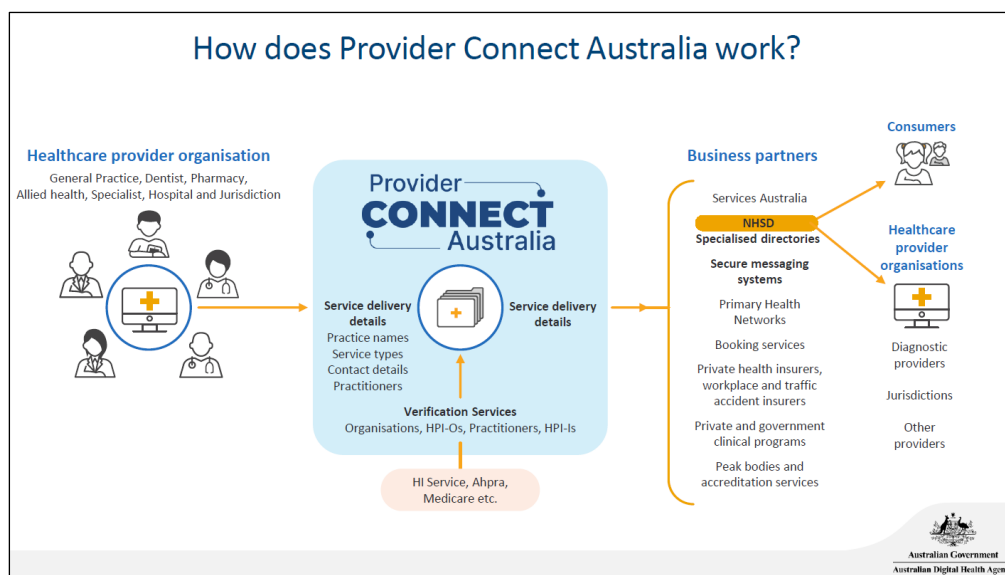 How does Provider Connect Australia work?
Healthcare provider organisation
General Practice, Dentist, Pharmacy,
Allied health, Specialist, Hospital and Jurisdiction
Provider
CONNECT
Australia
Service delivery
details
Practice names
Service types
Contact details
Practitioners
Service delivery
details
Verification Services
Organisations, HPI-Os, Practitioners, HPI-Is
HI Service, Ahpra,
Medicare etc.
Business partners
Services Australia
NHSD
Specialised directories
Secure messaging
systems
Primary Health
Networks
Booking services
Private health insurers,
workplace and traffic
accident insurers
Private and government
clinical programs
Peak bodies and
accreditation services
Consumers
Healthcare
provider
organisations
Diagnostic
providers
Jurisdictions
Other
providers
Australian Government
Australian Digital Health Agen